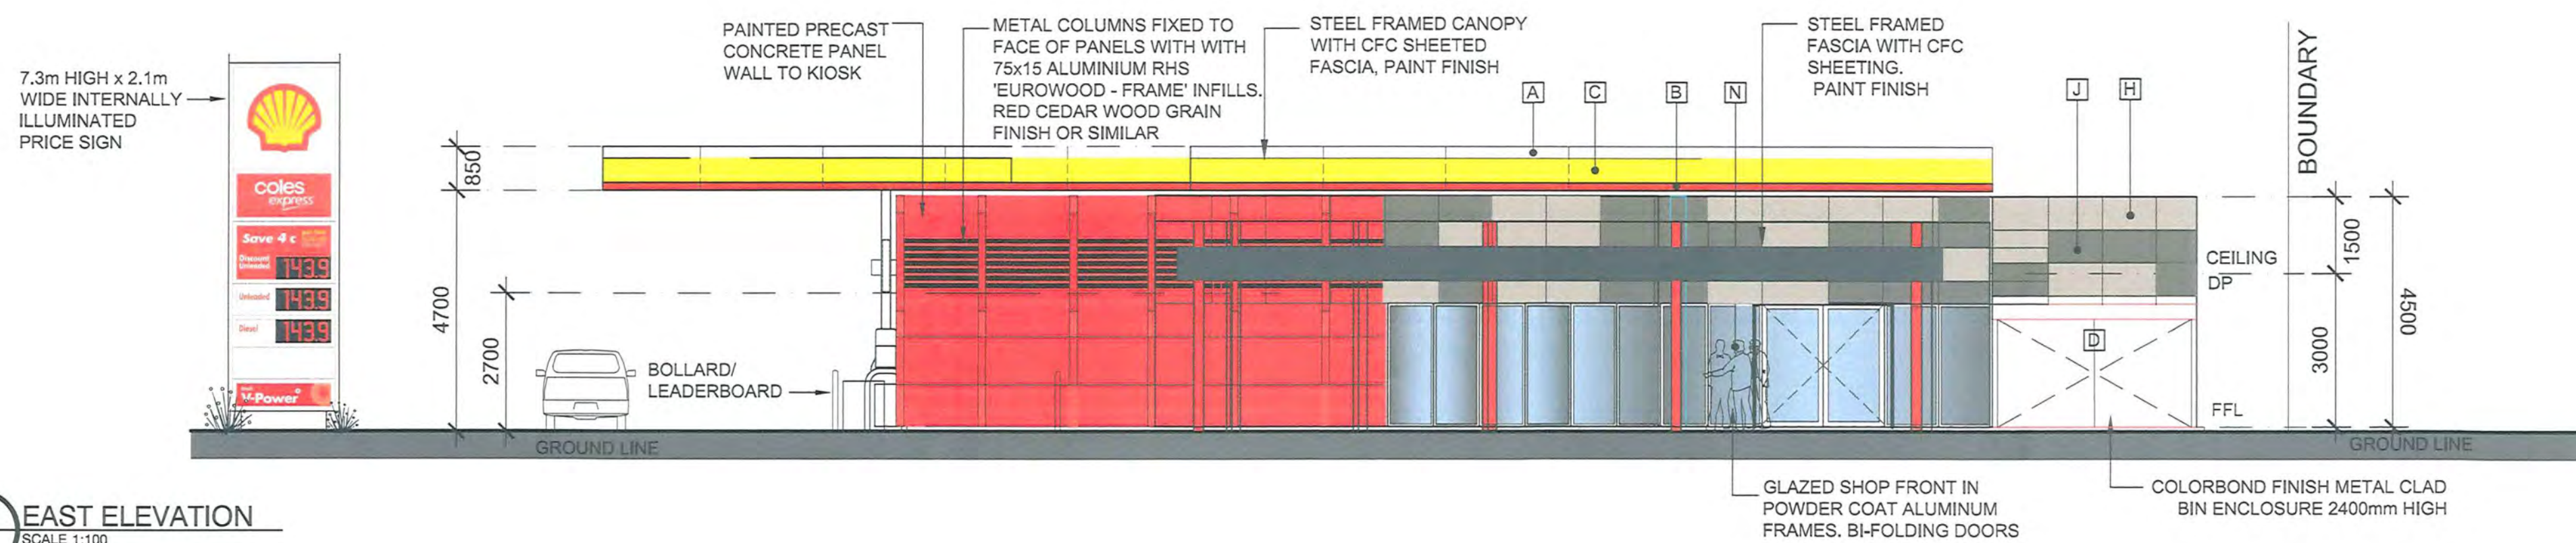 7.3m HIGH x 2.1m
WIDE INTERNALLY
ILLUMINATED
PRICE SIGN
coles
express
Save 4 c
Discount
Unleaded
143.9
Unleaded
143.9
Diesel
143.9
V-Power
PAINTED PRECAST
CONCRETE PANEL
WALL TO KIOSK
METAL COLUMNS FIXED TO
FACE OF PANELS WITH WITH
75x15 ALUMINIUM RHS
'EUROWOOD - FRAME' INFILLS.
RED CEDAR WOOD GRAIN
FINISH OR SIMILAR
STEEL FRAMED CANOPY
WITH CFC SHEETED
FASCIA, PAINT FINISH
STEEL FRAMED
FASCIA WITH CFC
SHEETING.
PAINT FINISH
A
C
B
N
J
H
BOUNDARY
850
4700
2700
BOLLARD/
LEADERBOARD
CEILING
DP
1500
3000
4500
D
FFL
GROUND LINE
GROUND LINE
GLAZED SHOP FRONT IN
POWDER COAT ALUMINUM
FRAMES. BI-FOLDING DOORS
COLORBOND FINISH METAL CLAD
BIN ENCLOSURE 2400mm HIGH
EAST ELEVATION
SCALE 1:100